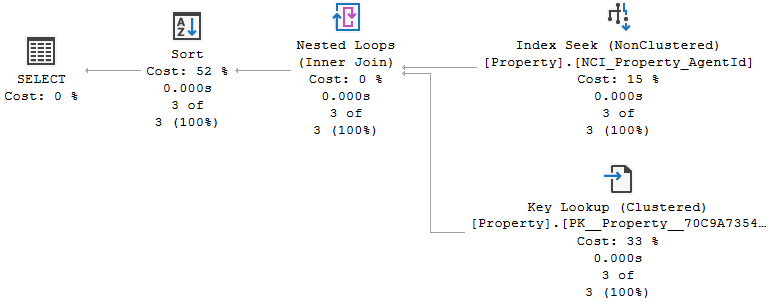 SELECT
Cost: 0 %
Sort
Cost: 52 %
0.000s
3 of
3 (100%)
Nested Loops
(Inner Join)
Cost: 0 %
0.000s
3 of
3 (100%)
Index Seek (NonClustered)
[Property].[NCI_Property_AgentId]
Cost: 15 %
0.000s
3 of
3 (100%)
Key Lookup (Clustered)
[Property].[PK__Property__70C9A7354…
Cost: 33 %
0.000s
3 of
3 (100%)